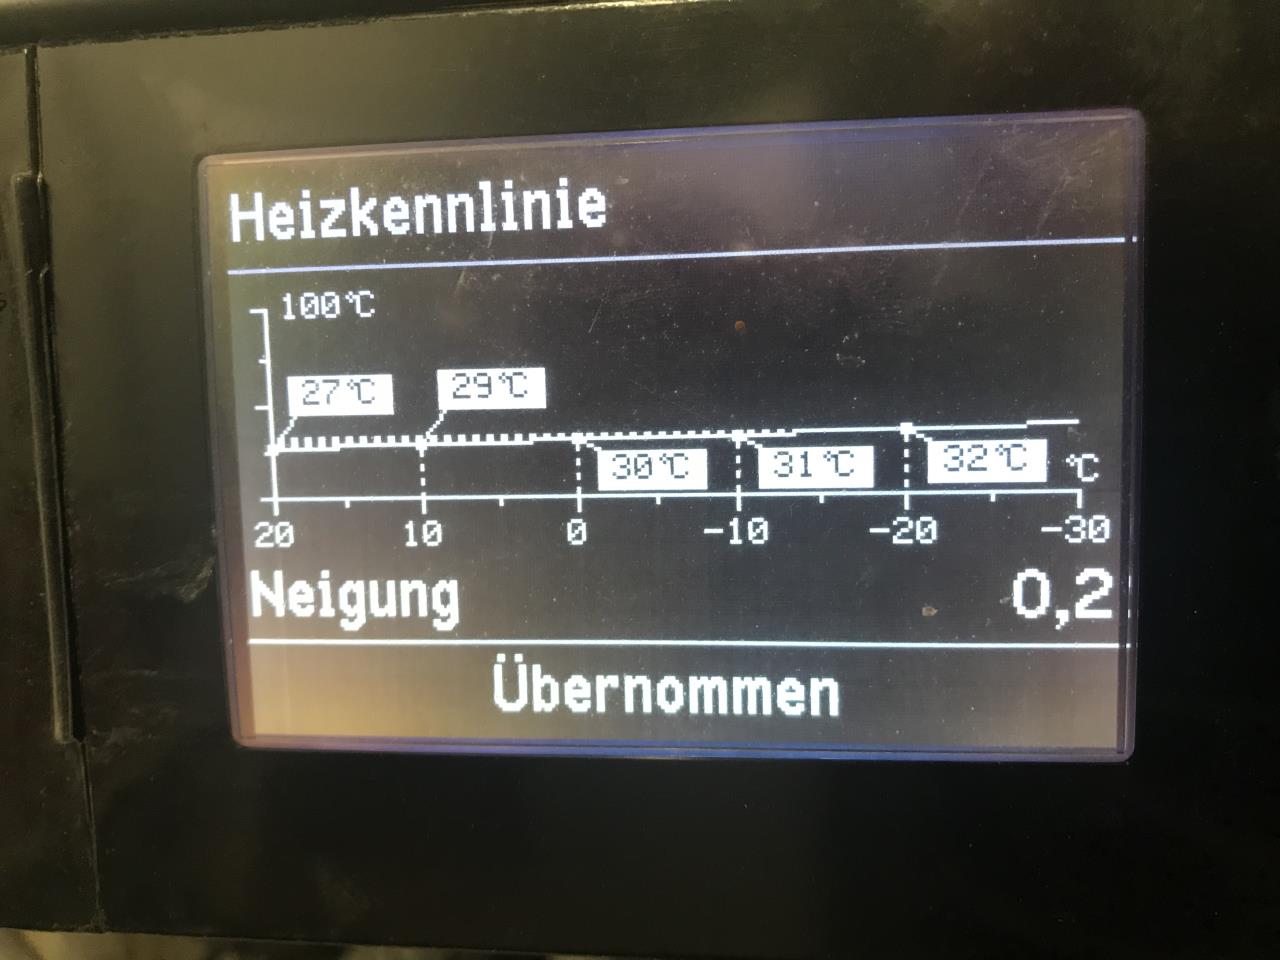 Heizkennlinie
100°C
27°C 29°C
30°C 31°C 32°C °C
20 10 0 -10 -20 -30
Neigung 0,2
Übernommen